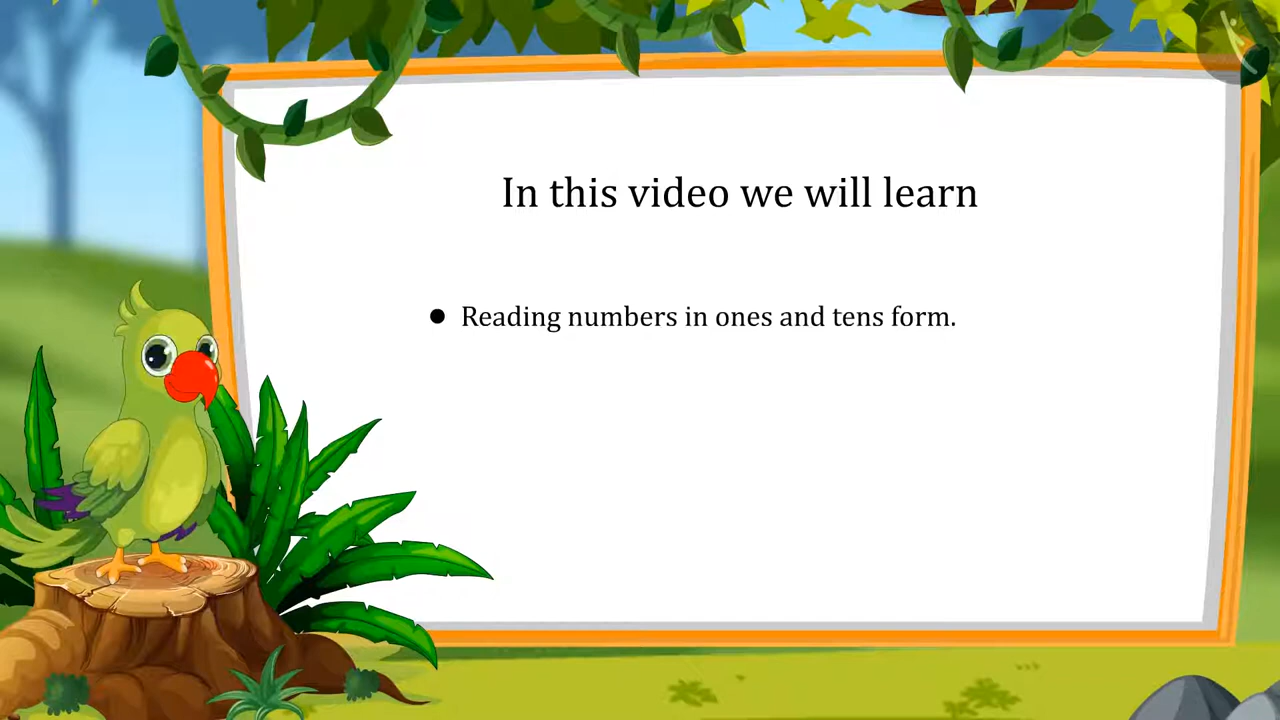 In this video we will learn
● Reading numbers in ones and tens form.